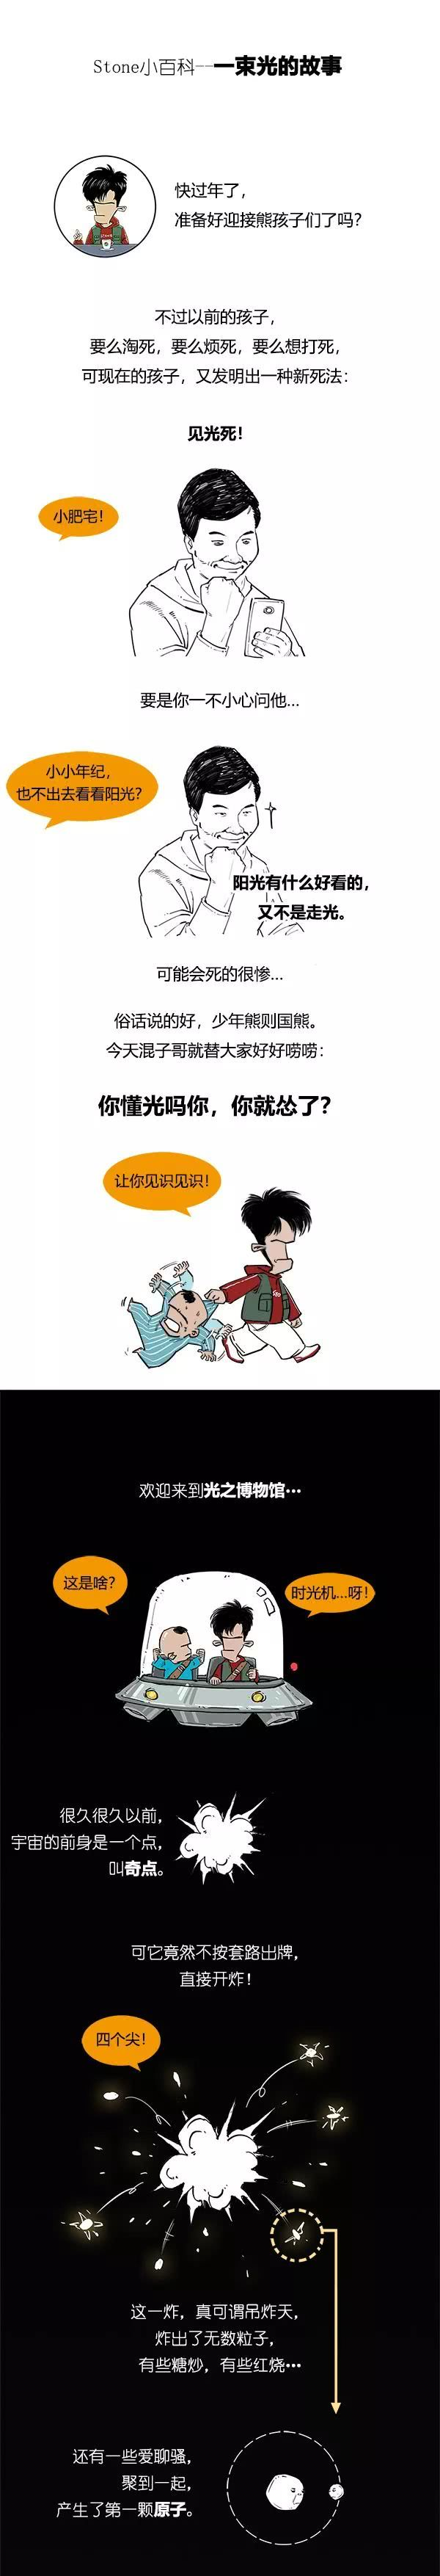 Stone小百科--一束光的故事
快过年了，
准备好迎接熊孩子们了吗？
不过以前的孩子，
要么淘死，要么烦死，要么想打死，
可现在的孩子，又发明出一种新死法：
见光死！
小肥宅！
要是你一不小心问他...
小小年纪，
也不出去看看阳光？
阳光有什么好看的，
又不是走光。
可能会死的很惨...
俗话说的好，少年熊则国熊。
今天混子哥就替大家好好唠唠：
你懂光吗你，你就怂了？
让你见识见识！
欢迎来到光之博物馆…
这是啥？
时光机...呀！
很久很久以前，
宇宙的前身是一个点，
叫奇点。
可它竟然不按套路出牌，
直接开炸！
四个尖！
这一炸，真可谓吊炸天，
炸出了无数粒子，
有些糖炒，有些红烧…
还有一些爱聊骚，
聚到一起，
产生了第一颗原子。